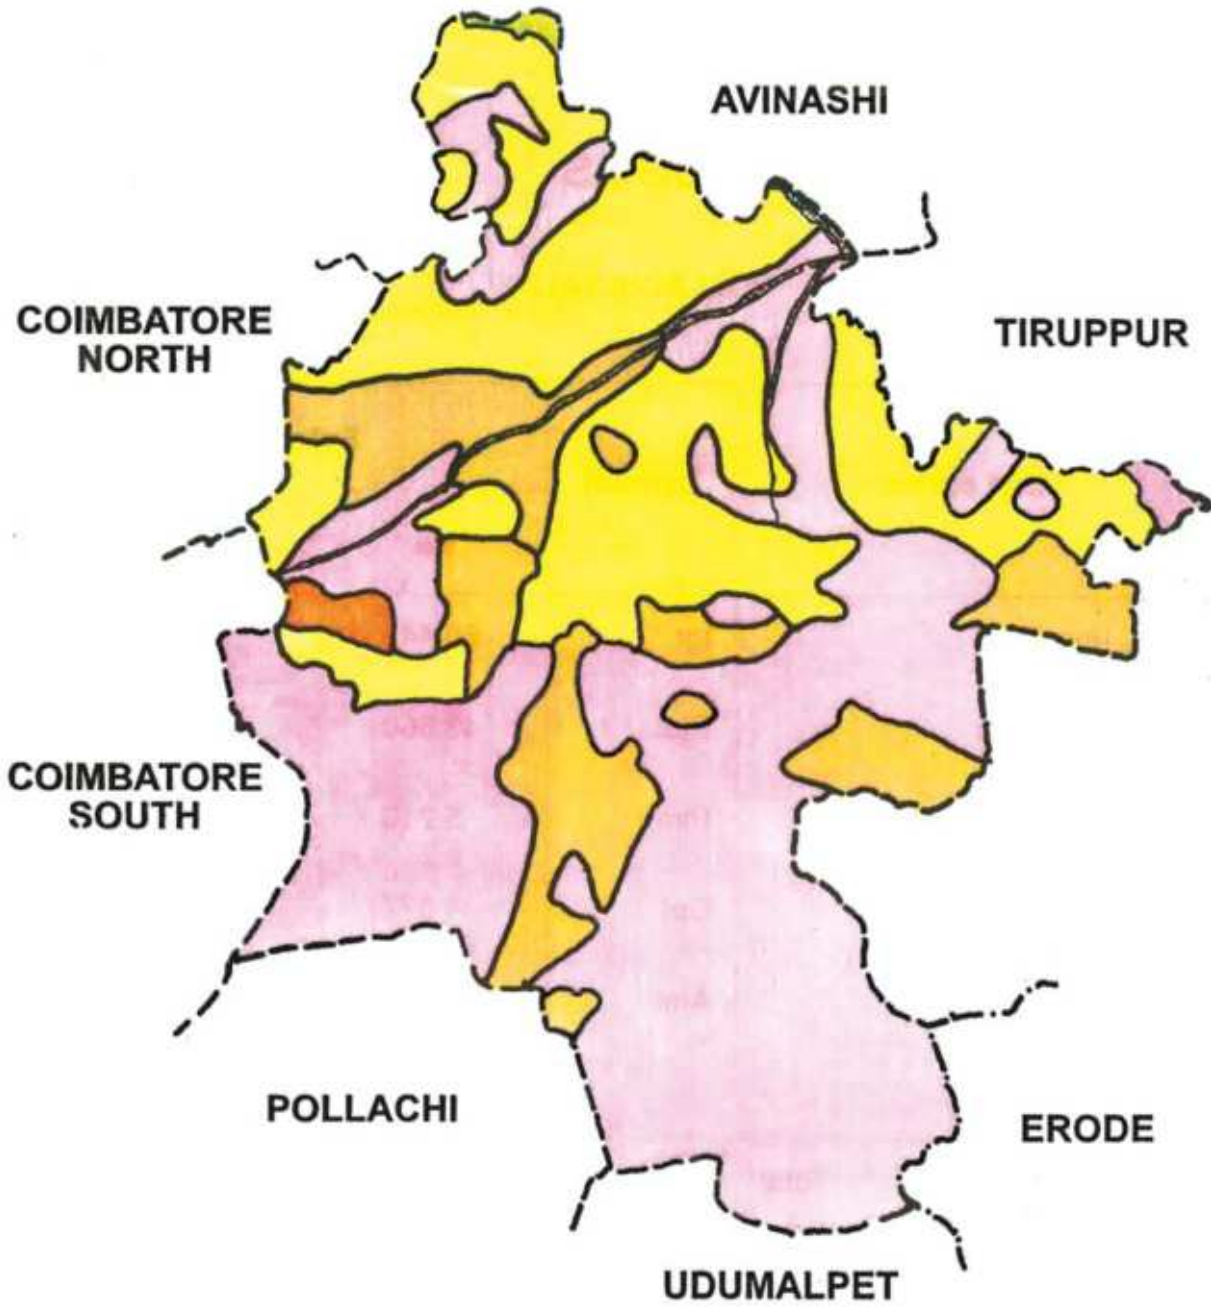 AVINASHI
COIMBATORE
NORTH
TIRUPPUR
COIMBATORE
SOUTH
POLLACHI
ERODE
UDUMALPET